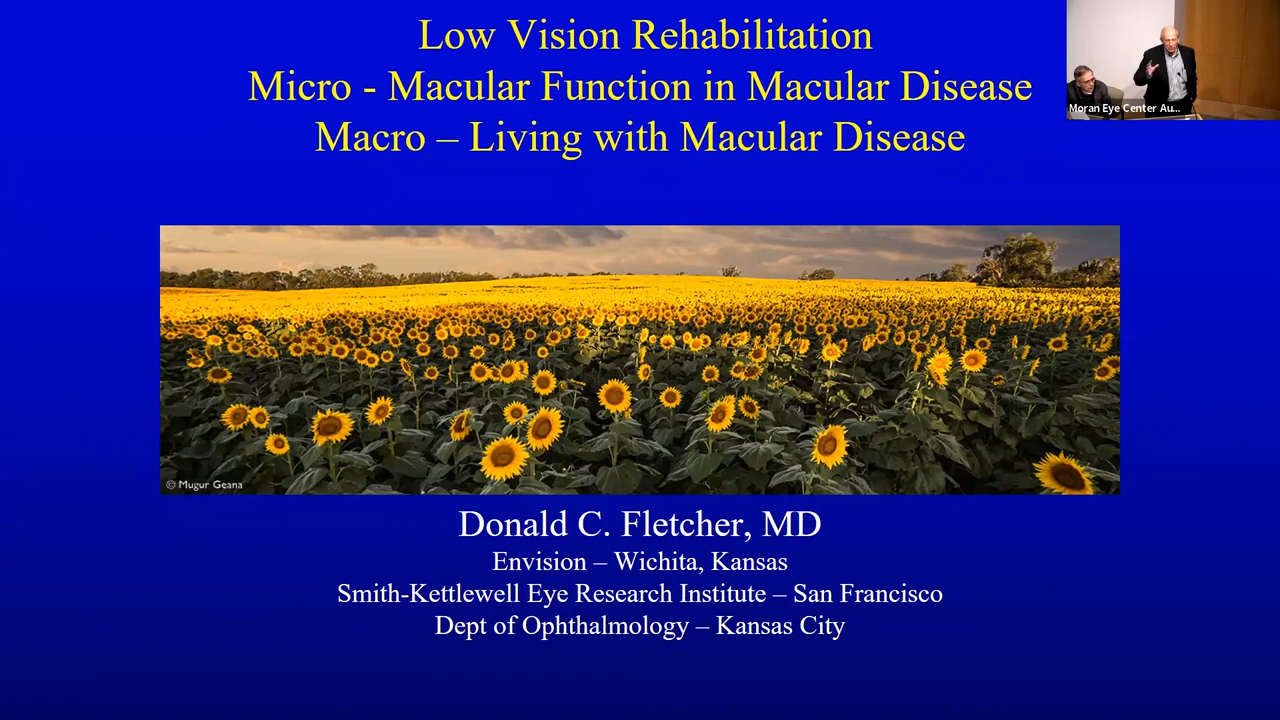 Low Vision Rehabilitation
Micro - Macular Function in Macular Disease
Macro – Living with Macular Disease
Moran Eye Center Au...
© Mugur Geana
Donald C. Fletcher, MD
Envision – Wichita, Kansas
Smith-Kettlewell Eye Research Institute – San Francisco
Dept of Ophthalmology – Kansas City